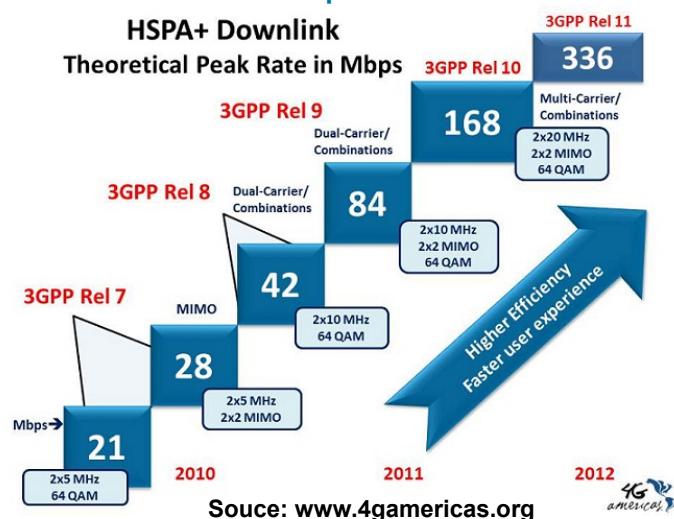 HSPA+ Downlink
Theoretical Peak Rate in Mbps
3GPP Rel 11
336
3GPP Rel 10
168
Multi-Carrier/
Combinations
2x20 MHz
2x2 MIMO
64 QAM
3GPP Rel 9
Dual-Carrier/
Combinations
84
2x10 MHz
2x2 MIMO
64 QAM
3GPP Rel 8
Dual-Carrier/
Combinations
42
2x10 MHz
64 QAM
3GPP Rel 7
MIMO
28
2x5 MHz
2x2 MIMO
Mbps
21
2x5 MHz
64 QAM
Higher Efficiency
Faster user experience
2010
2011
2012
4G
americas
Souce: www.4gamericas.org